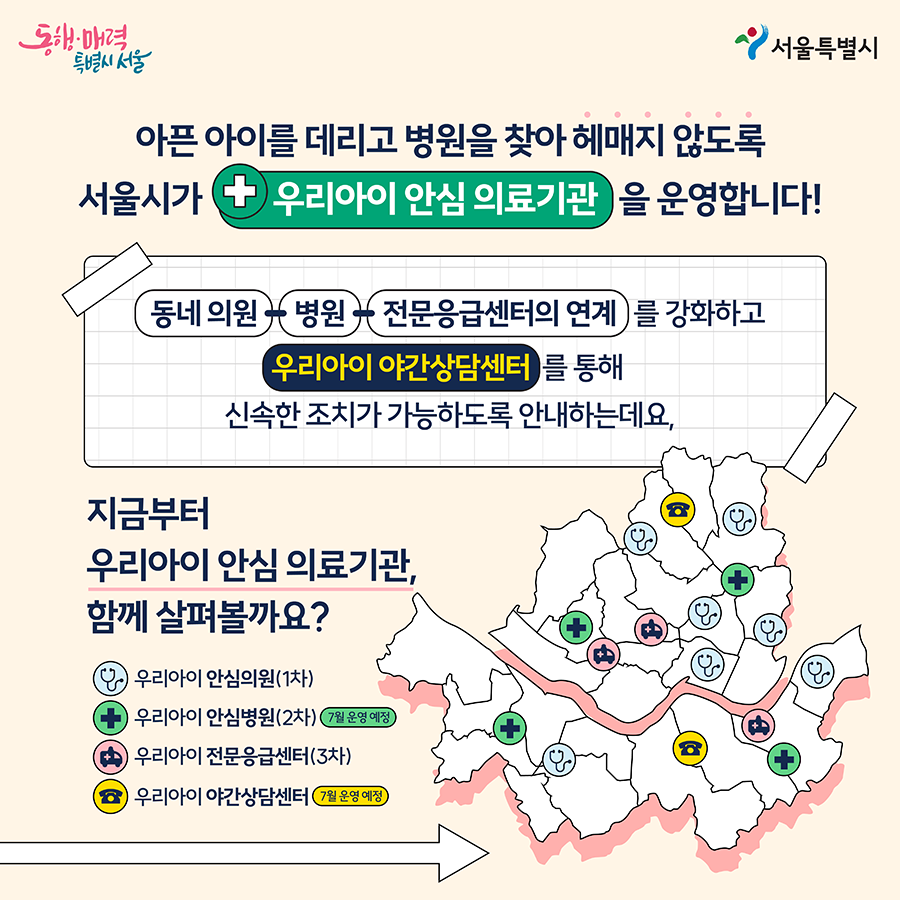 동행·매력
특별시 서울
서울특별시
아픈 아이를 데리고 병원을 찾아 헤매지 않도록
서울시가 우리아이 안심 의료기관 을 운영합니다!
동네 의원 병원 전문응급센터의 연계 를 강화하고
우리아이 야간상담센터 를 통해
신속한 조치가 가능하도록 안내하는데요,
지금부터
우리아이 안심 의료기관,
함께 살펴볼까요?
우리아이 안심의원(1차)
우리아이 안심병원(2차) 7월 운영 예정
우리아이 전문응급센터(3차)
우리아이 야간상담센터 7월 운영 예정